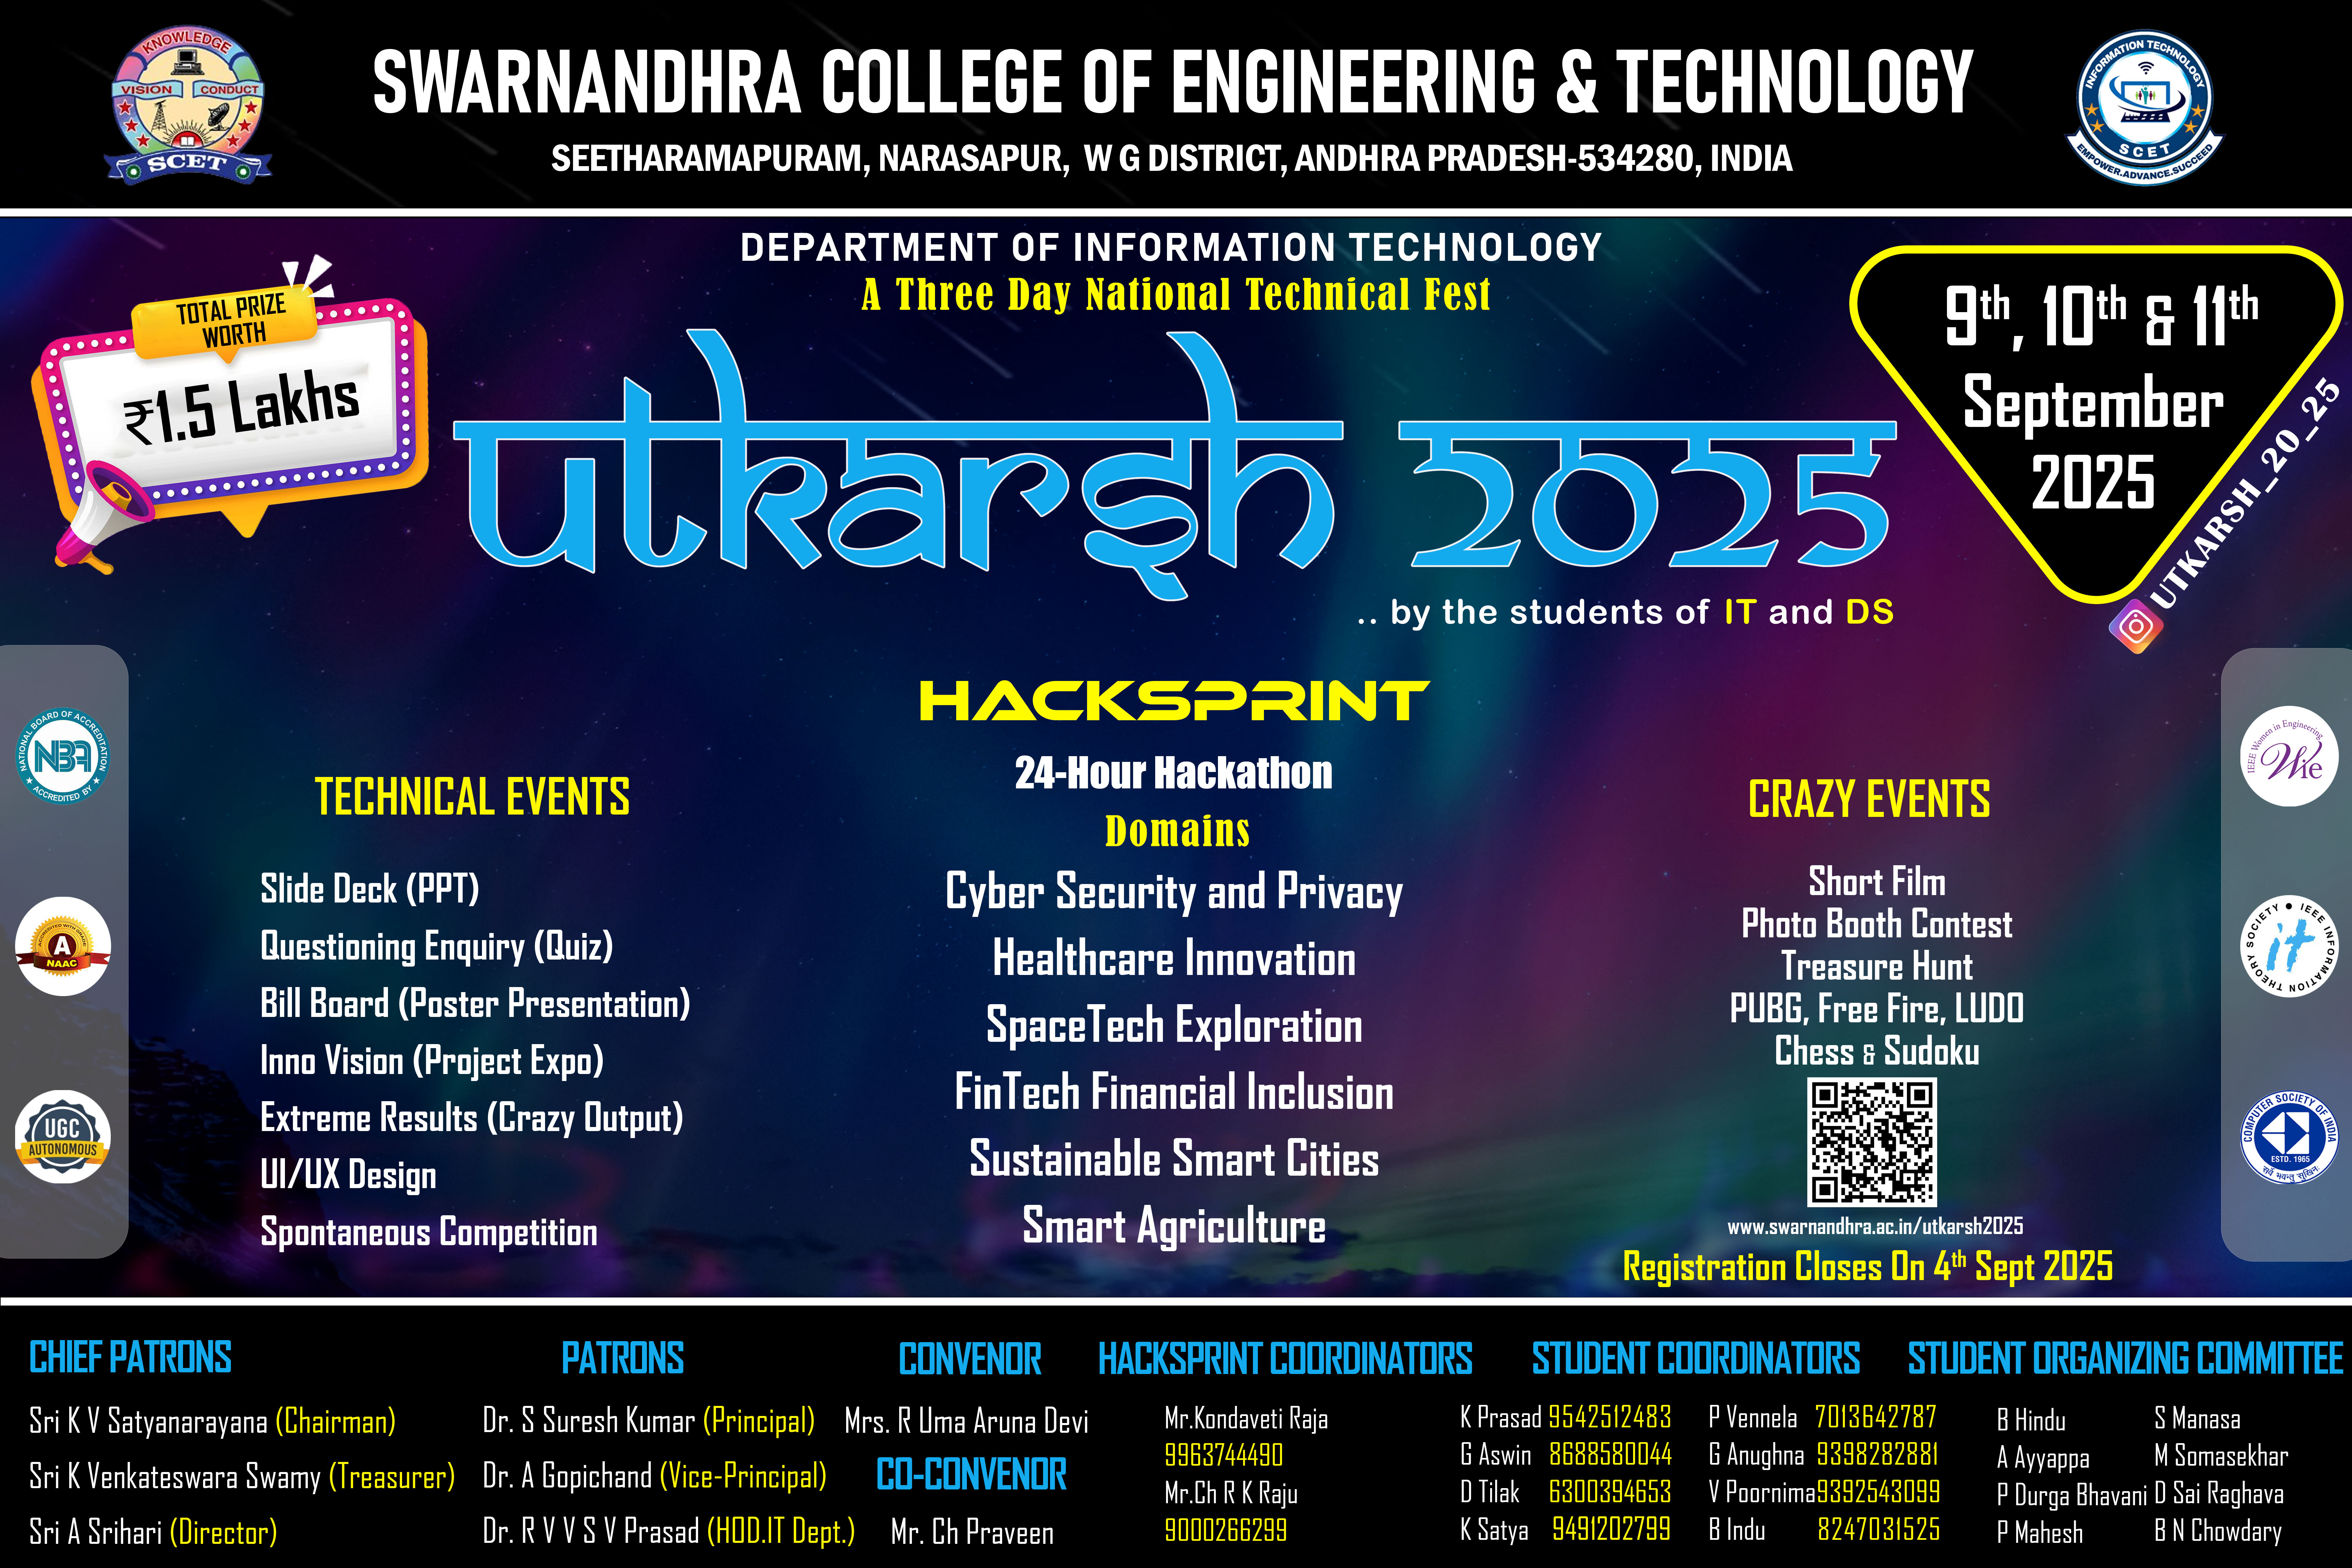 KNOWLEDGE
VISION CONDUCT
SCET
SWARNANDHRA COLLEGE OF ENGINEERING & TECHNOLOGY
SEETHARAMAPURAM, NARASAPUR, W G DISTRICT, ANDHRA PRADESH-534280, INDIA
INFORMATION TECHNOLOGY
SCET
EMPOWER.ADVANCE.SUCCEED
DEPARTMENT OF INFORMATION TECHNOLOGY
A Three Day National Technical Fest
TOTAL PRIZE
WORTH
₹1.5 Lakhs
utkarsh 2025
.. by the students of IT and DS
9th, 10th & 11th
September
2025
UTKARSH_20_25
NATIONAL BOARD OF ACCREDITATION
NBA
ACCREDITED BY
ACCREDITED WITH GRADE
A
NAAC
UGC
AUTONOMOUS
TECHNICAL EVENTS
Slide Deck (PPT)
Questioning Enquiry (Quiz)
Bill Board (Poster Presentation)
Inno Vision (Project Expo)
Extreme Results (Crazy Output)
UI/UX Design
Spontaneous Competition
HACKSPRINT
24-Hour Hackathon
Domains
Cyber Security and Privacy
Healthcare Innovation
SpaceTech Exploration
FinTech Financial Inclusion
Sustainable Smart Cities
Smart Agriculture
CRAZY EVENTS
Short Film
Photo Booth Contest
Treasure Hunt
PUBG, Free Fire, LUDO
Chess & Sudoku
www.swarnandhra.ac.in/utkarsh2025
Registration Closes On 4th Sept 2025
IEEE Women in Engineering
Wie
IEEE INFORMATION THEORY SOCIETY
it
COMPUTER SOCIETY OF INDIA
ESTD. 1965
सर्वे भवन्तु सुखिनः
CHIEF PATRONS
Sri K V Satyanarayana (Chairman)
Sri K Venkateswara Swamy (Treasurer)
Sri A Srihari (Director)
PATRONS
Dr. S Suresh Kumar (Principal)
Dr. A Gopichand (Vice-Principal)
Dr. R V V S V Prasad (HOD.IT Dept.)
CONVENOR
Mrs. R Uma Aruna Devi
CO-CONVENOR
Mr. Ch Praveen
HACKSPRINT COORDINATORS
Mr.Kondaveti Raja
9963744490
Mr.Ch R K Raju
9000266299
STUDENT COORDINATORS
K Prasad 9542512483 P Vennela 7013642787
G Aswin 8688580044 G Anughna 9398282881
D Tilak 6300394653 V Poornima 9392543099
K Satya 9491202799 B Indu 8247031525
STUDENT ORGANIZING COMMITTEE
B Hindu S Manasa
A Ayyappa M Somasekhar
P Durga Bhavani D Sai Raghava
P Mahesh B N Chowdary